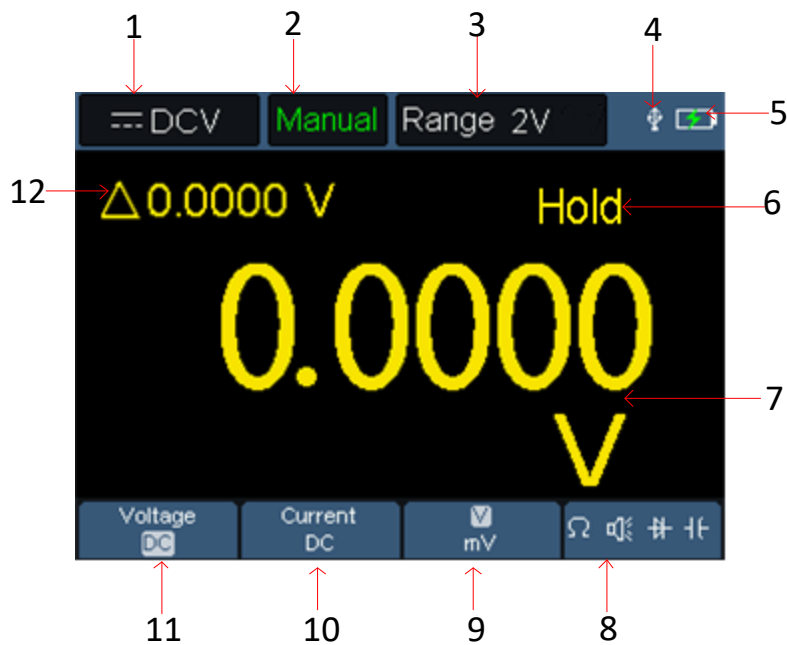 1 2 3 4
DCV Manual Range 2V 5
12 △0.0000 V Hold 6
0.0000
7
V
Voltage Current V Ω
DC DC mV
11 10 9 8